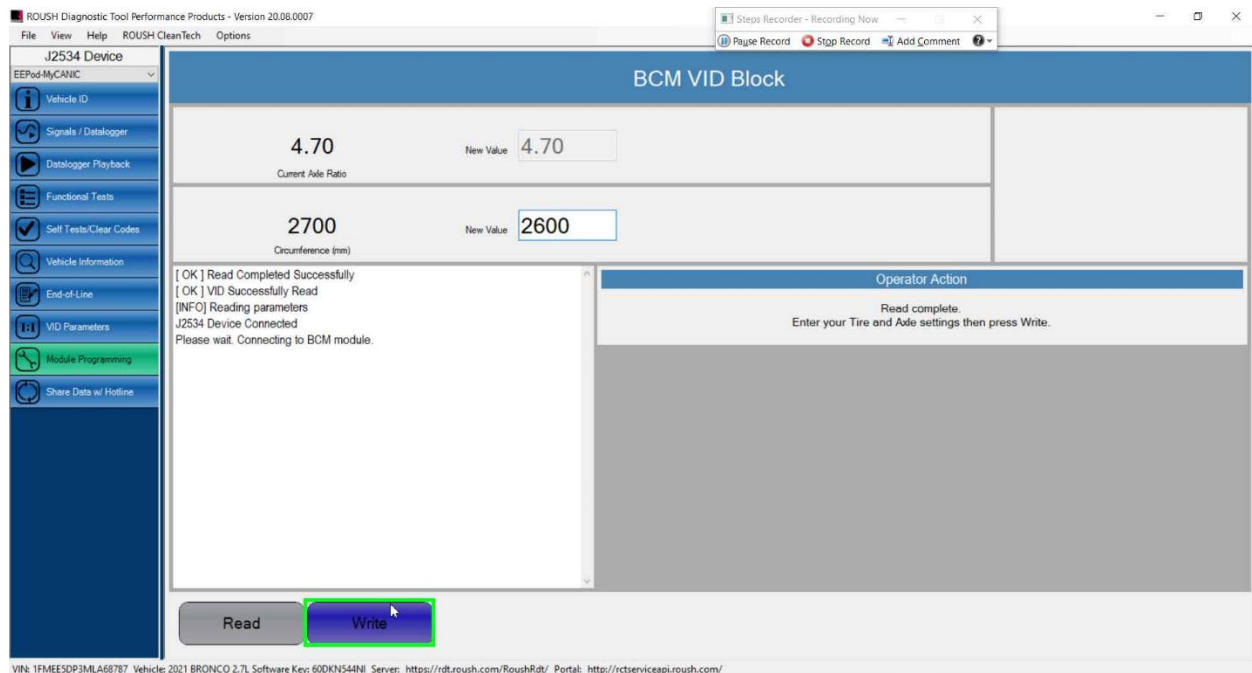 ROUSH Diagnostic Tool Performance Products - Version 20.08.0007
Steps Recorder - Recording Now
File View Help ROUSH CleanTech Options
Pause Record Stop Record Add Comment
J2534 Device
EEPod-MyCANIC
BCM VID Block
Vehicle ID
Signals / Datalogger
Datalogger Playback
Functional Tests
Self Tests/Clear Codes
Vehicle Information
End-of-Line
1:1 VID Parameters
Module Programming
Share Data w/ Hotline
4.70 New Value 4.70
Current Axle Ratio
2700 New Value 2600
Circumference (mm)
[ OK ] Read Completed Successfully
[ OK ] VID Successfully Read
[INFO] Reading parameters
J2534 Device Connected
Please wait. Connecting to BCM module.
Operator Action
Read complete.
Enter your Tire and Axle settings then press Write.
Read Write
VIN: 1FMEE5DP3MLA68787 Vehicle: 2021 BRONCO 2.7L Software Key: 60DKN544NI Server: https://rdt.roush.com/RoushRdt/ Portal: http://rctserviceapi.roush.com/